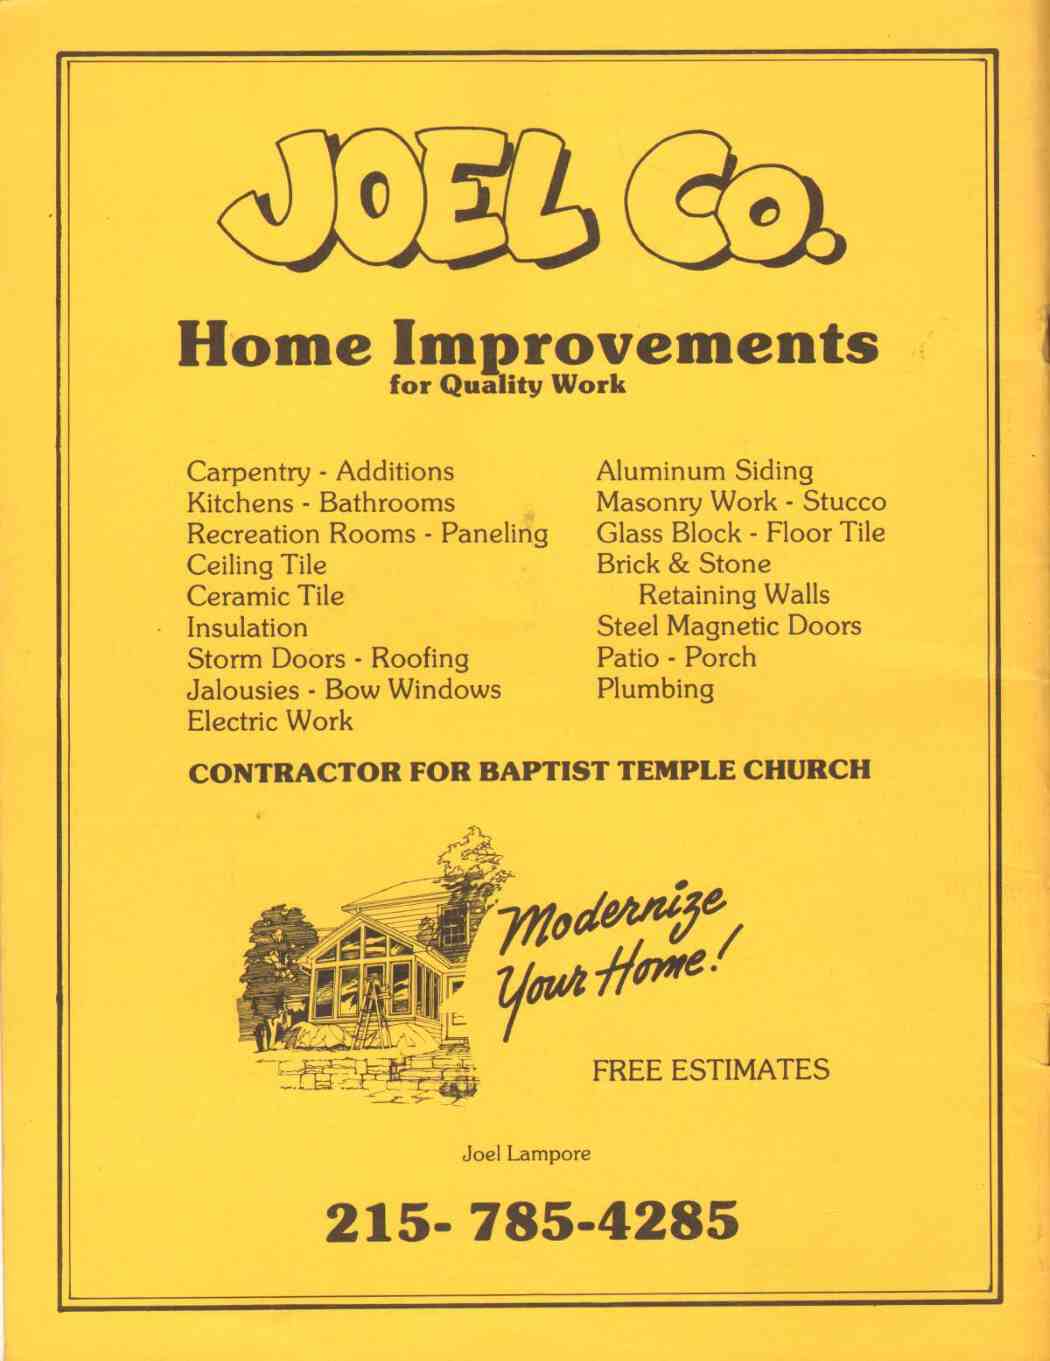 JOEL CO.
Home Improvements
for Quality Work
Carpentry - Additions
Kitchens - Bathrooms
Recreation Rooms - Paneling
Ceiling Tile
Ceramic Tile
Insulation
Storm Doors - Roofing
Jalousies - Bow Windows
Electric Work
Aluminum Siding
Masonry Work - Stucco
Glass Block - Floor Tile
Brick & Stone
Retaining Walls
Steel Magnetic Doors
Patio - Porch
Plumbing
CONTRACTOR FOR BAPTIST TEMPLE CHURCH
Modernize
Your Home!
FREE ESTIMATES
Joel Lampore
215- 785-4285